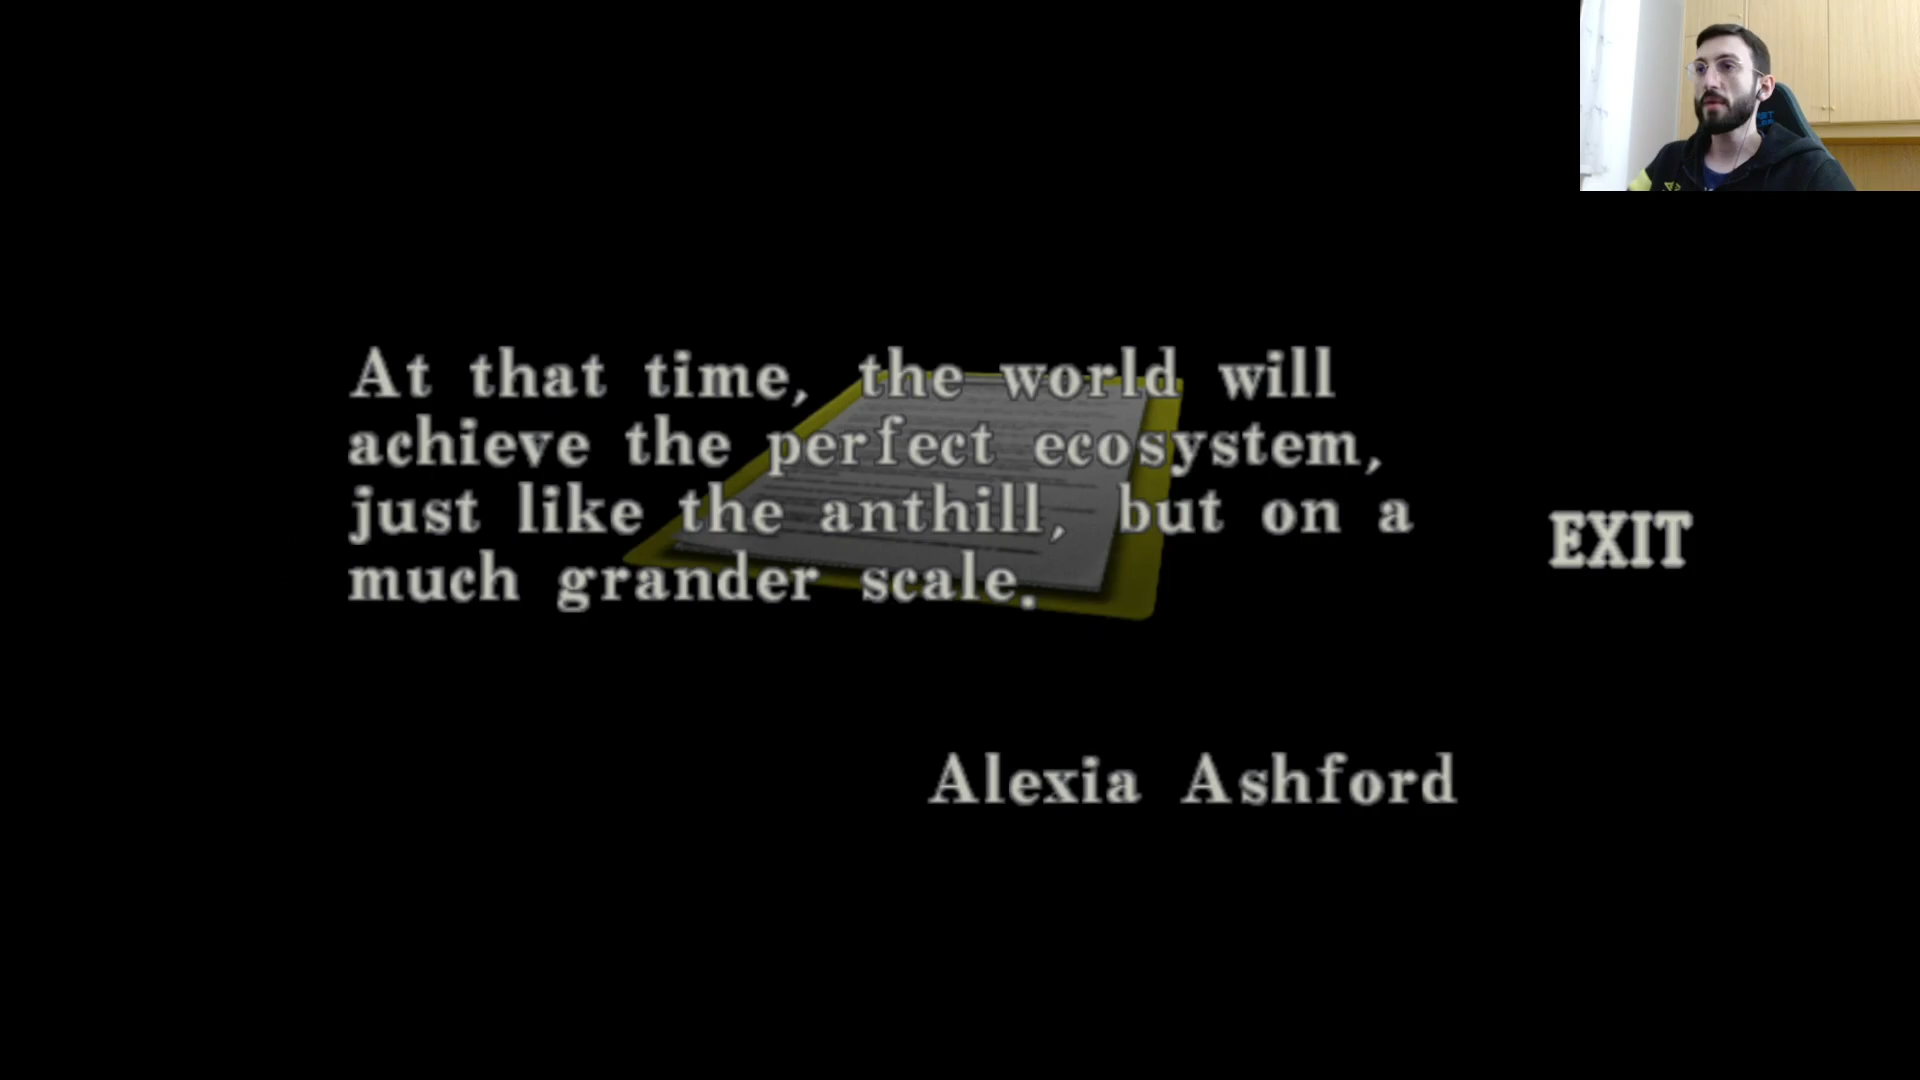 At that time, the world will
achieve the perfect ecosystem,
just like the anthill, but on a
much grander scale.
EXIT
Alexia Ashford